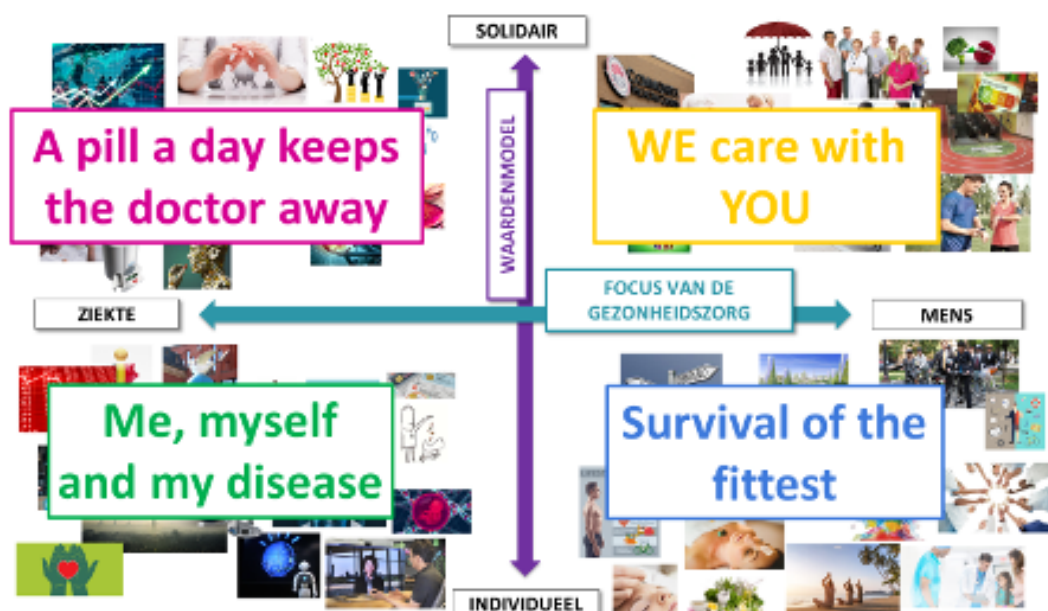 SOLIDAIR
A pill a day keeps
the doctor away
WAARDENMODEL
WE care with
YOU
ZIEKTE
FOCUS VAN DE
GEZONHEIDSZORG
MENS
Me, myself
and my disease
Survival of the
fittest
INDIVIDUEEL